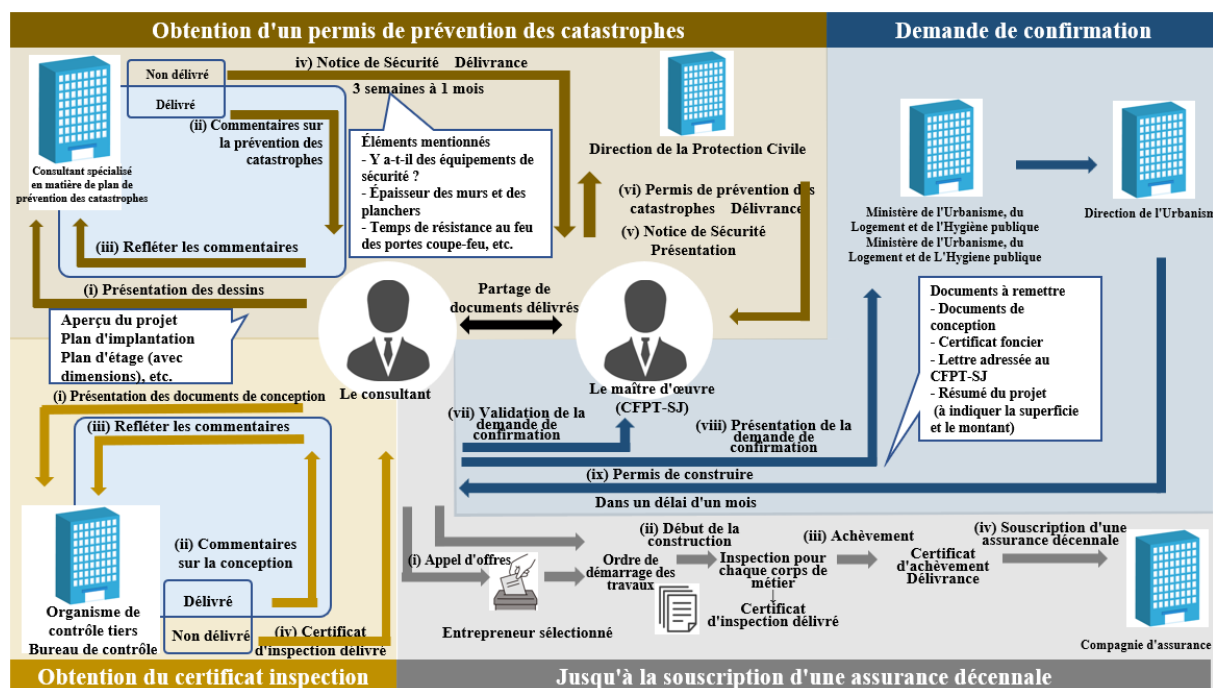 Obtention d'un permis de prévention des catastrophes
Demande de confirmation
Non délivré
Délivré
Consultant spécialisé
en matière de plan de
prévention des catastrophes
iv) Notice de Sécurité Délivrance
3 semaines à 1 mois
(ii) Commentaires sur
la prévention des
catastrophes
Éléments mentionnés
- Y a-t-il des équipements de
sécurité ?
- Épaisseur des murs et des
planchers
- Temps de résistance au feu
des portes coupe-feu, etc.
(iii) Refléter les commentaires
(i) Présentation des dessins
Aperçu du projet
Plan d'implantation
Plan d'étage (avec
dimensions), etc.
Direction de la Protection Civile
(vi) Permis de prévention des
catastrophes Délivrance
(v) Notice de Sécurité
Présentation
Partage de
documents délivrés
Le consultant
Le maître d'œuvre
(CFPT-SJ)
Ministère de l'Urbanisme, du
Logement et de l'Hygiène publique
Ministère de l'Urbanisme, du
Logement et de L'Hygiene publique
Direction de l'Urbanism
Documents à remettre
- Documents de
conception
- Certificat foncier
- Lettre adressée au
CFPT-SJ
- Résumé du projet
(à indiquer la superficie
et le montant)
(vii) Validation de la
demande de
confirmation
(viii) Présentation de la
demande de
confirmation
(ix) Permis de construire
Dans un délai d'un mois
(i) Présentation des documents de conception
(iii) Refléter les commentaires
(ii) Commentaires
sur la conception
Organisme de
contrôle tiers
Bureau de contrôle
Délivré
Non délivré
(iv) Certificat
d'inspection délivré
(i) Appel d'offres
Entrepreneur sélectionné
(ii) Début de la
construction
Ordre de
démarrage des
travaux
Inspection pour
chaque corps de
métier
↓
Certificat
d'inspection délivré
(iii) Achèvement
Certificat
d'achèvement
Délivrance
(iv) Souscription d'une
assurance décennale
Compagnie d'assurance
Obtention du certificat inspection
Jusqu'à la souscription d'une assurance décennale